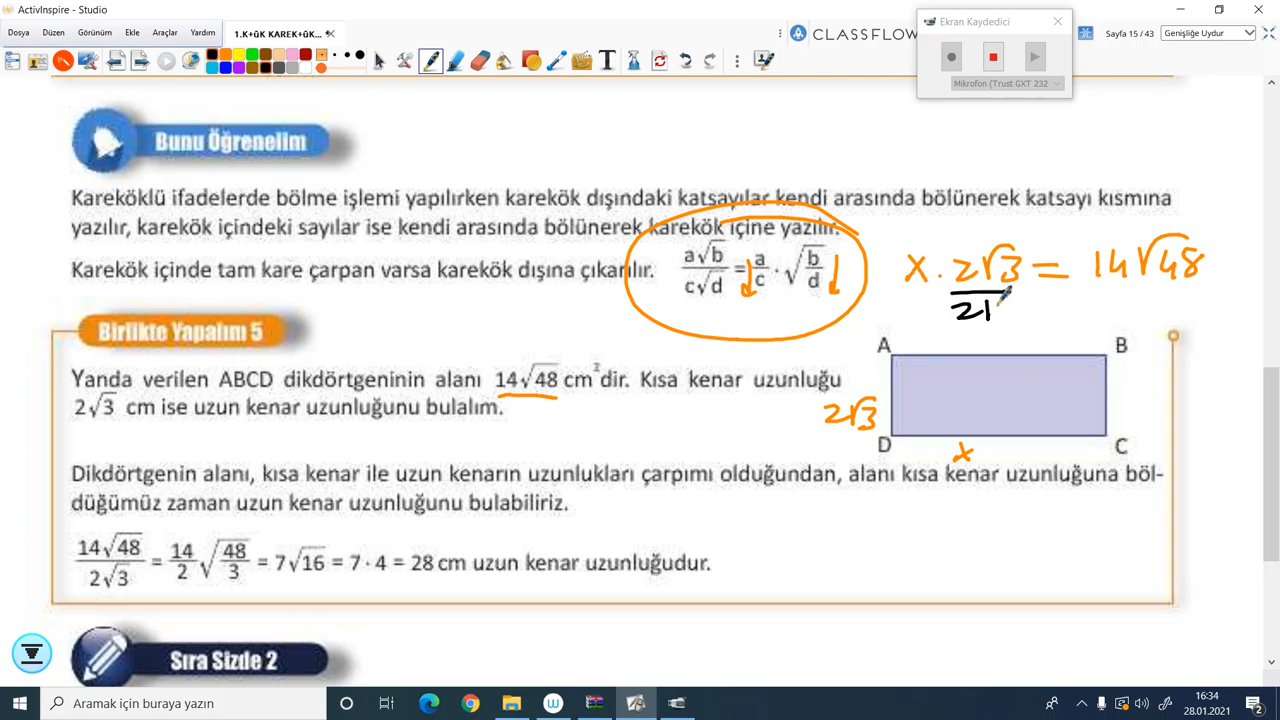 ActivInspire - Studio
Ekran Kaydedici
Dosya Düzen Görünüm Ekle Araçlar Yardım
1.K+ÜK KAREK+ÜK...
CLASSFLOW
Sayfa 15 / 43
Genişliğe Uydur
Mikrofon (Trust GXT 232
Bunu Öğrenelim
Kareköklü ifadelerde bölme işlemi yapılırken karekök dışındaki katsayılar kendi arasında bölünerek katsayı kısmına
yazılır, karekök içindeki sayılar ise kendi arasında bölünerek karekök içine yazılır.
Karekök içinde tam kare çarpan varsa karekök dışına çıkarılır. a√b / c√d = a/c · √(b/d)
x . 2√3 = 14√48
Birlikte Yapalım 5
A B
Yanda verilen ABCD dikdörtgeninin alanı 14√48 cm² dir. Kısa kenar uzunluğu
2√3 cm ise uzun kenar uzunluğunu bulalım.
2√3
D C
x
Dikdörtgenin alanı, kısa kenar ile uzun kenarın uzunlukları çarpımı olduğundan, alanı kısa kenar uzunluğuna böl-
düğümüz zaman uzun kenar uzunluğunu bulabiliriz.
14√48 / 2√3 = 14/2 √(48/3) = 7√16 = 7 · 4 = 28 cm uzun kenar uzunluğudur.
Sıra Sizde 2
Aramak için buraya yazın
16:34
28.01.2021
2